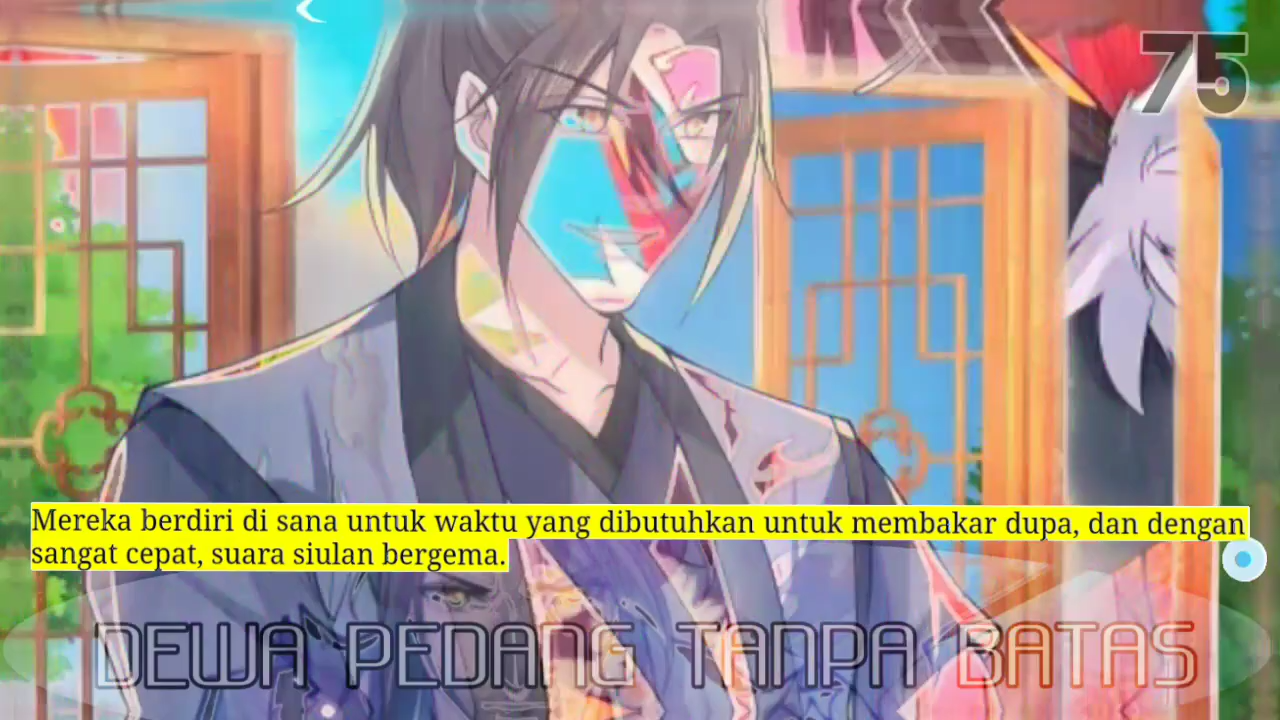 75
Mereka berdiri di sana untuk waktu yang dibutuhkan untuk membakar dupa, dan dengan
sangat cepat, suara siulan bergema.
DEWA PEDANG TANPA BATAS